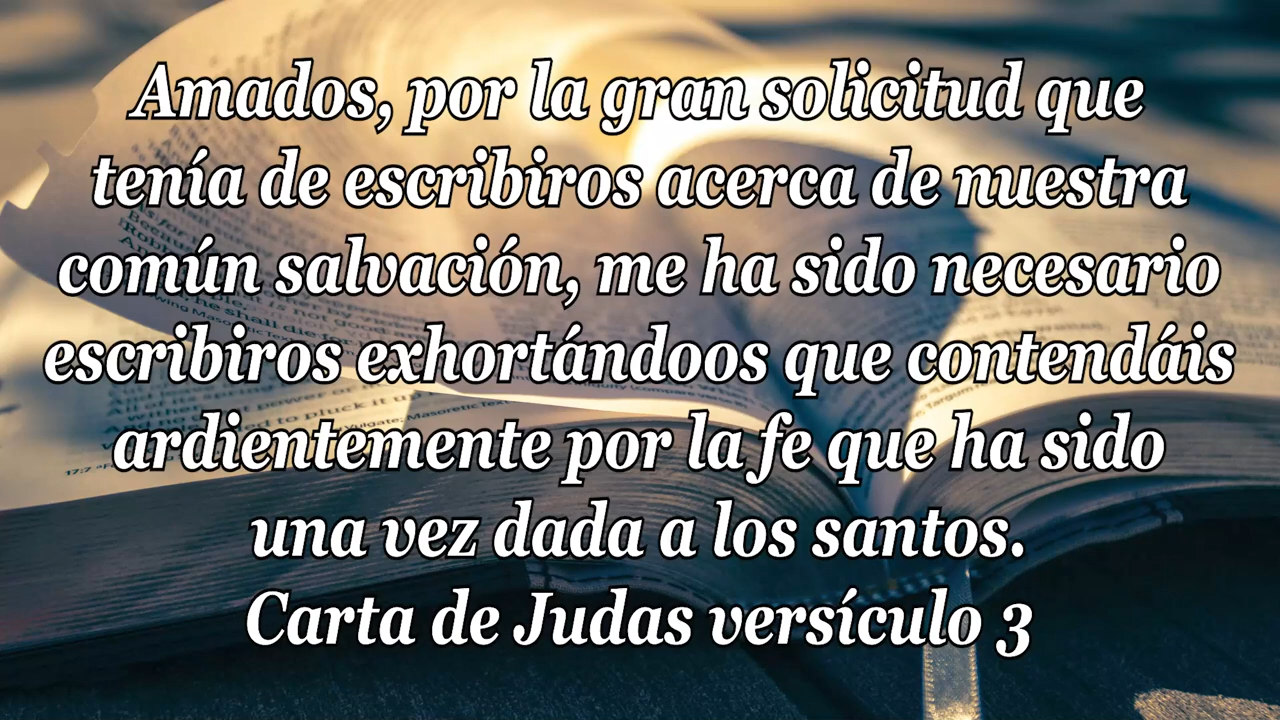 Amados, por la gran solicitud que
tenía de escribiros acerca de nuestra
común salvación, me ha sido necesario
escribiros exhortándoos que contendáis
ardientemente por la fe que ha sido
una vez dada a los santos.
Carta de Judas versículo 3